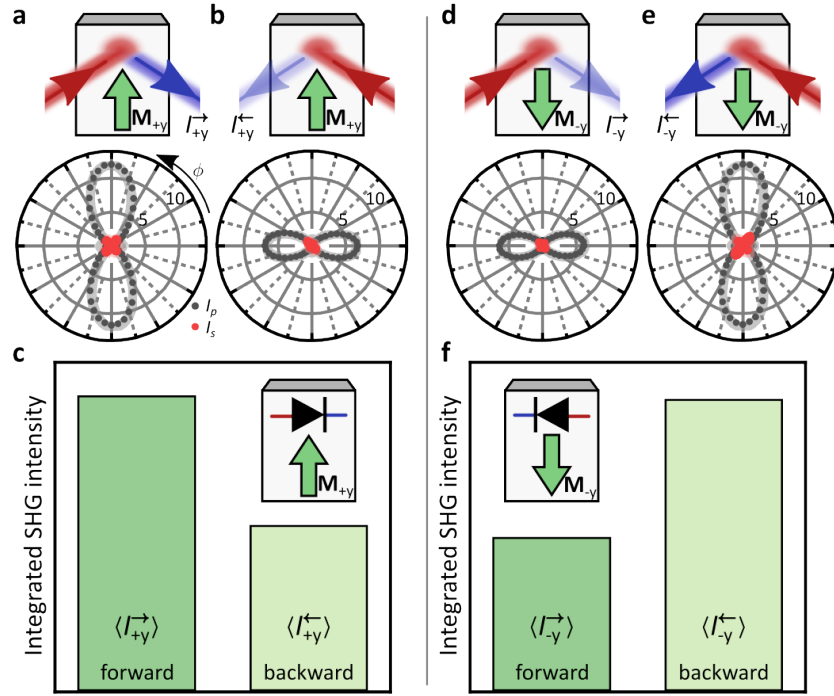 a
b
d
e
M+y
I→+y
I←+y
M+y
M-y
I→-y
I←-y
M-y
ϕ
10
5
10
5
10
5
10
5
Ip
Is
c
Integrated SHG intensity
M+y
⟨I→+y⟩
forward
⟨I←+y⟩
backward
f
Integrated SHG intensity
M-y
⟨I→-y⟩
forward
⟨I←-y⟩
backward